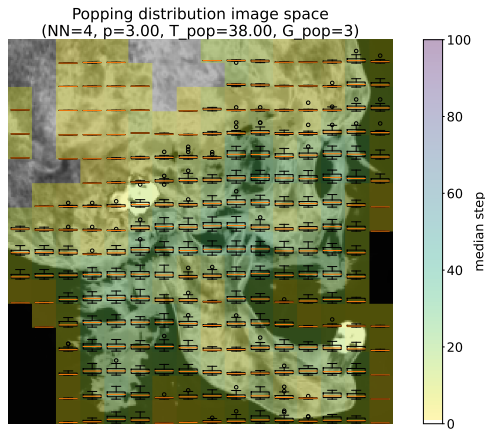 Popping distribution image space
(NN=4, p=3.00, T_pop=38.00, G_pop=3)
100
80
60
40
20
0
median step